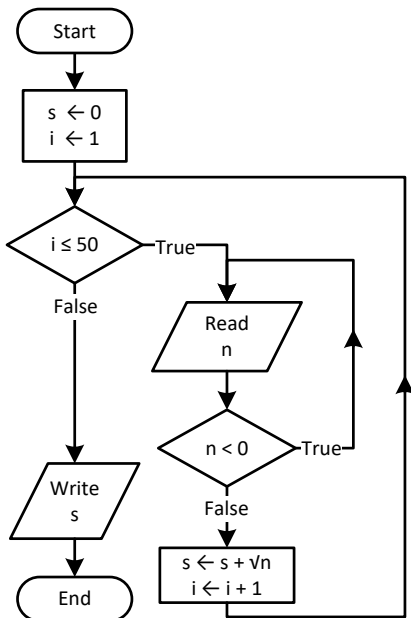 Start
s ← 0
i ← 1
i ≤ 50
True
False
Read
n
n < 0
True
False
s ← s + √n
i ← i + 1
Write
s
End